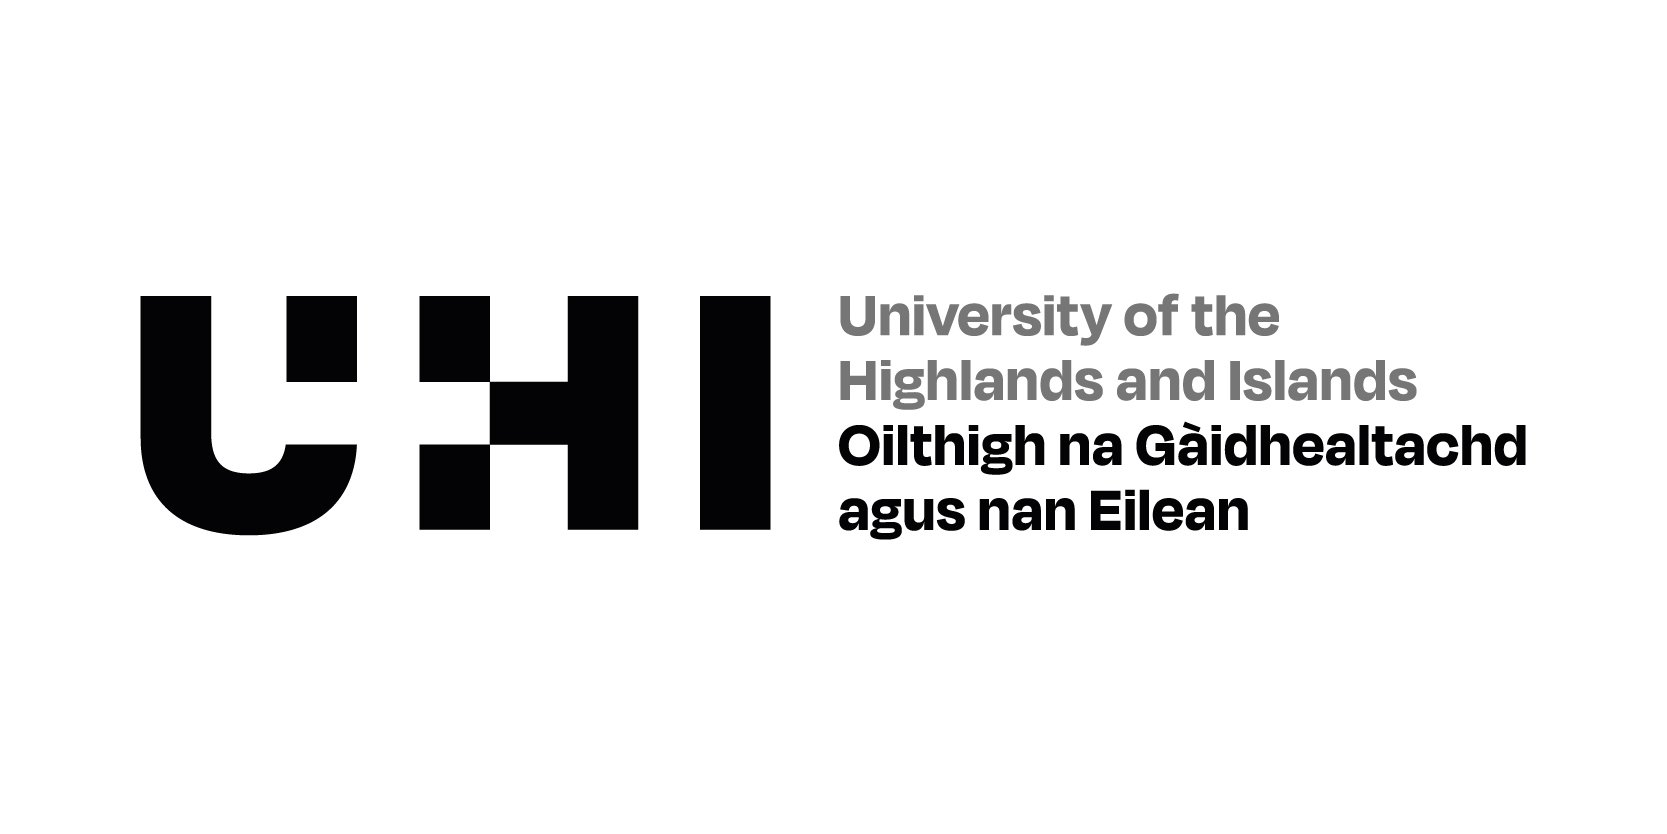 UHI
University of the
Highlands and Islands
Oilthigh na Gàidhealtachd
agus nan Eilean